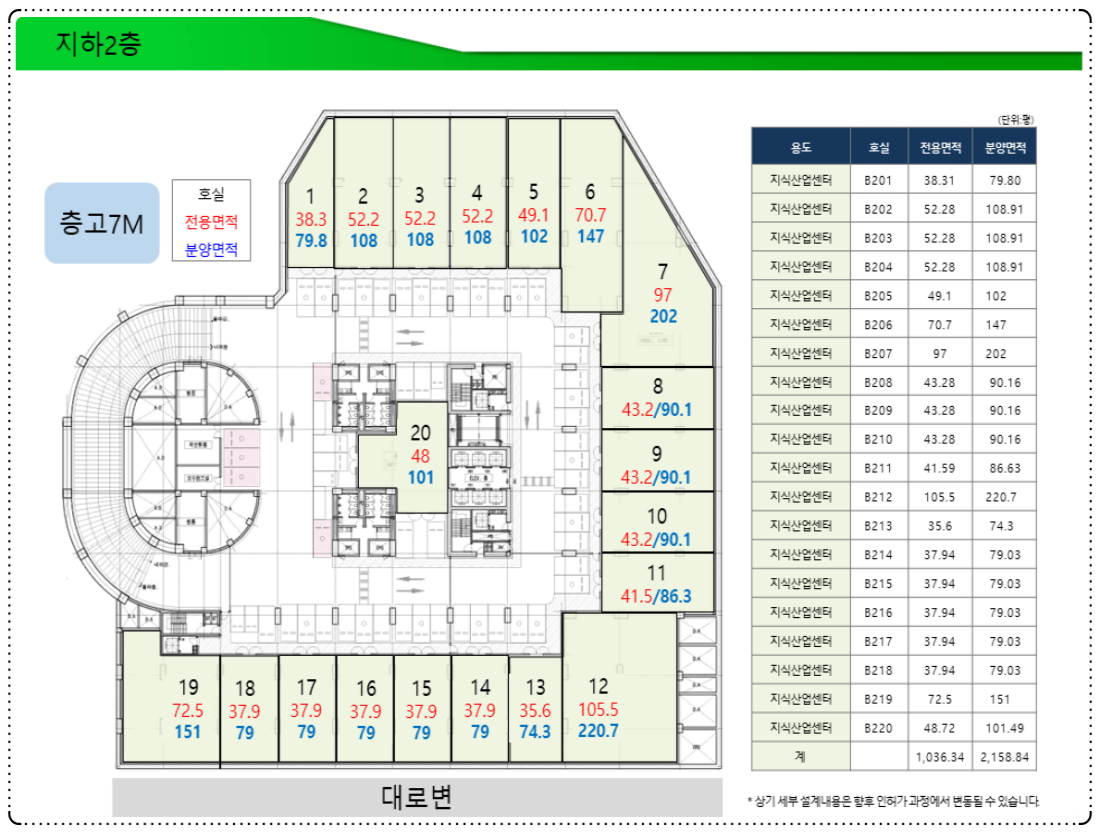 지하2층
(단위:평)
층고7M
호실
전용면적
분양면적
1
38.3
79.8
2
52.2
108
3
52.2
108
4
52.2
108
5
49.1
102
6
70.7
147
7
97
202
8
43.2/90.1
9
43.2/90.1
10
43.2/90.1
11
41.5/86.3
20
48
101
19
72.5
151
18
37.9
79
17
37.9
79
16
37.9
79
15
37.9
79
14
37.9
79
13
35.6
74.3
12
105.5
220.7
대로변
용도 호실 전용면적 분양면적
지식산업센터 B201 38.31 79.80
지식산업센터 B202 52.28 108.91
지식산업센터 B203 52.28 108.91
지식산업센터 B204 52.28 108.91
지식산업센터 B205 49.1 102
지식산업센터 B206 70.7 147
지식산업센터 B207 97 202
지식산업센터 B208 43.28 90.16
지식산업센터 B209 43.28 90.16
지식산업센터 B210 43.28 90.16
지식산업센터 B211 41.59 86.63
지식산업센터 B212 105.5 220.7
지식산업센터 B213 35.6 74.3
지식산업센터 B214 37.94 79.03
지식산업센터 B215 37.94 79.03
지식산업센터 B216 37.94 79.03
지식산업센터 B217 37.94 79.03
지식산업센터 B218 37.94 79.03
지식산업센터 B219 72.5 151
지식산업센터 B220 48.72 101.49
계 1,036.34 2,158.84
* 상기 세부 설계내용은 향후 인허가 과정에서 변동될 수 있습니다.